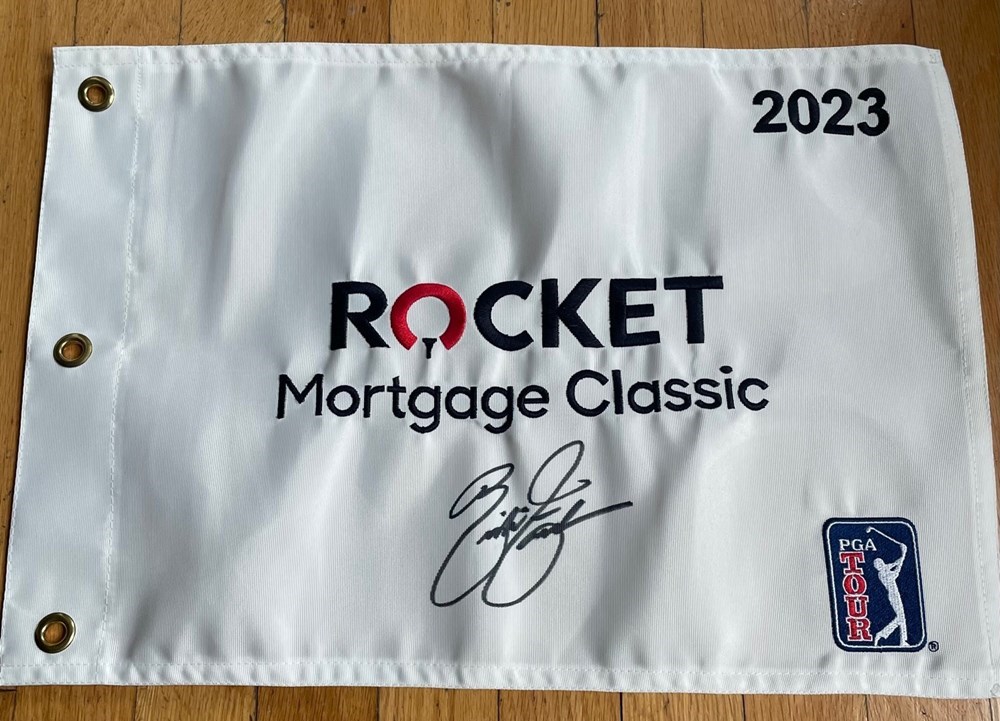 2023
ROCKET
Mortgage Classic
PGA
TOUR
®